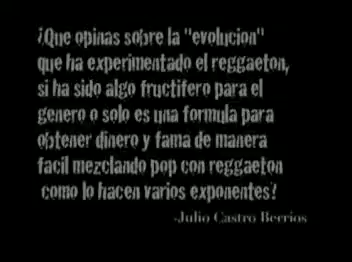 ¿Que opinas sobre la "evolucion"
que ha experimentado el reggaeton,
si ha sido algo fructifero para el
genero o solo es una formula para
obtener dinero y fama de manera
facil mezclando pop con reggaeton
como lo hacen varios exponentes?
-Julio Castro Berrios